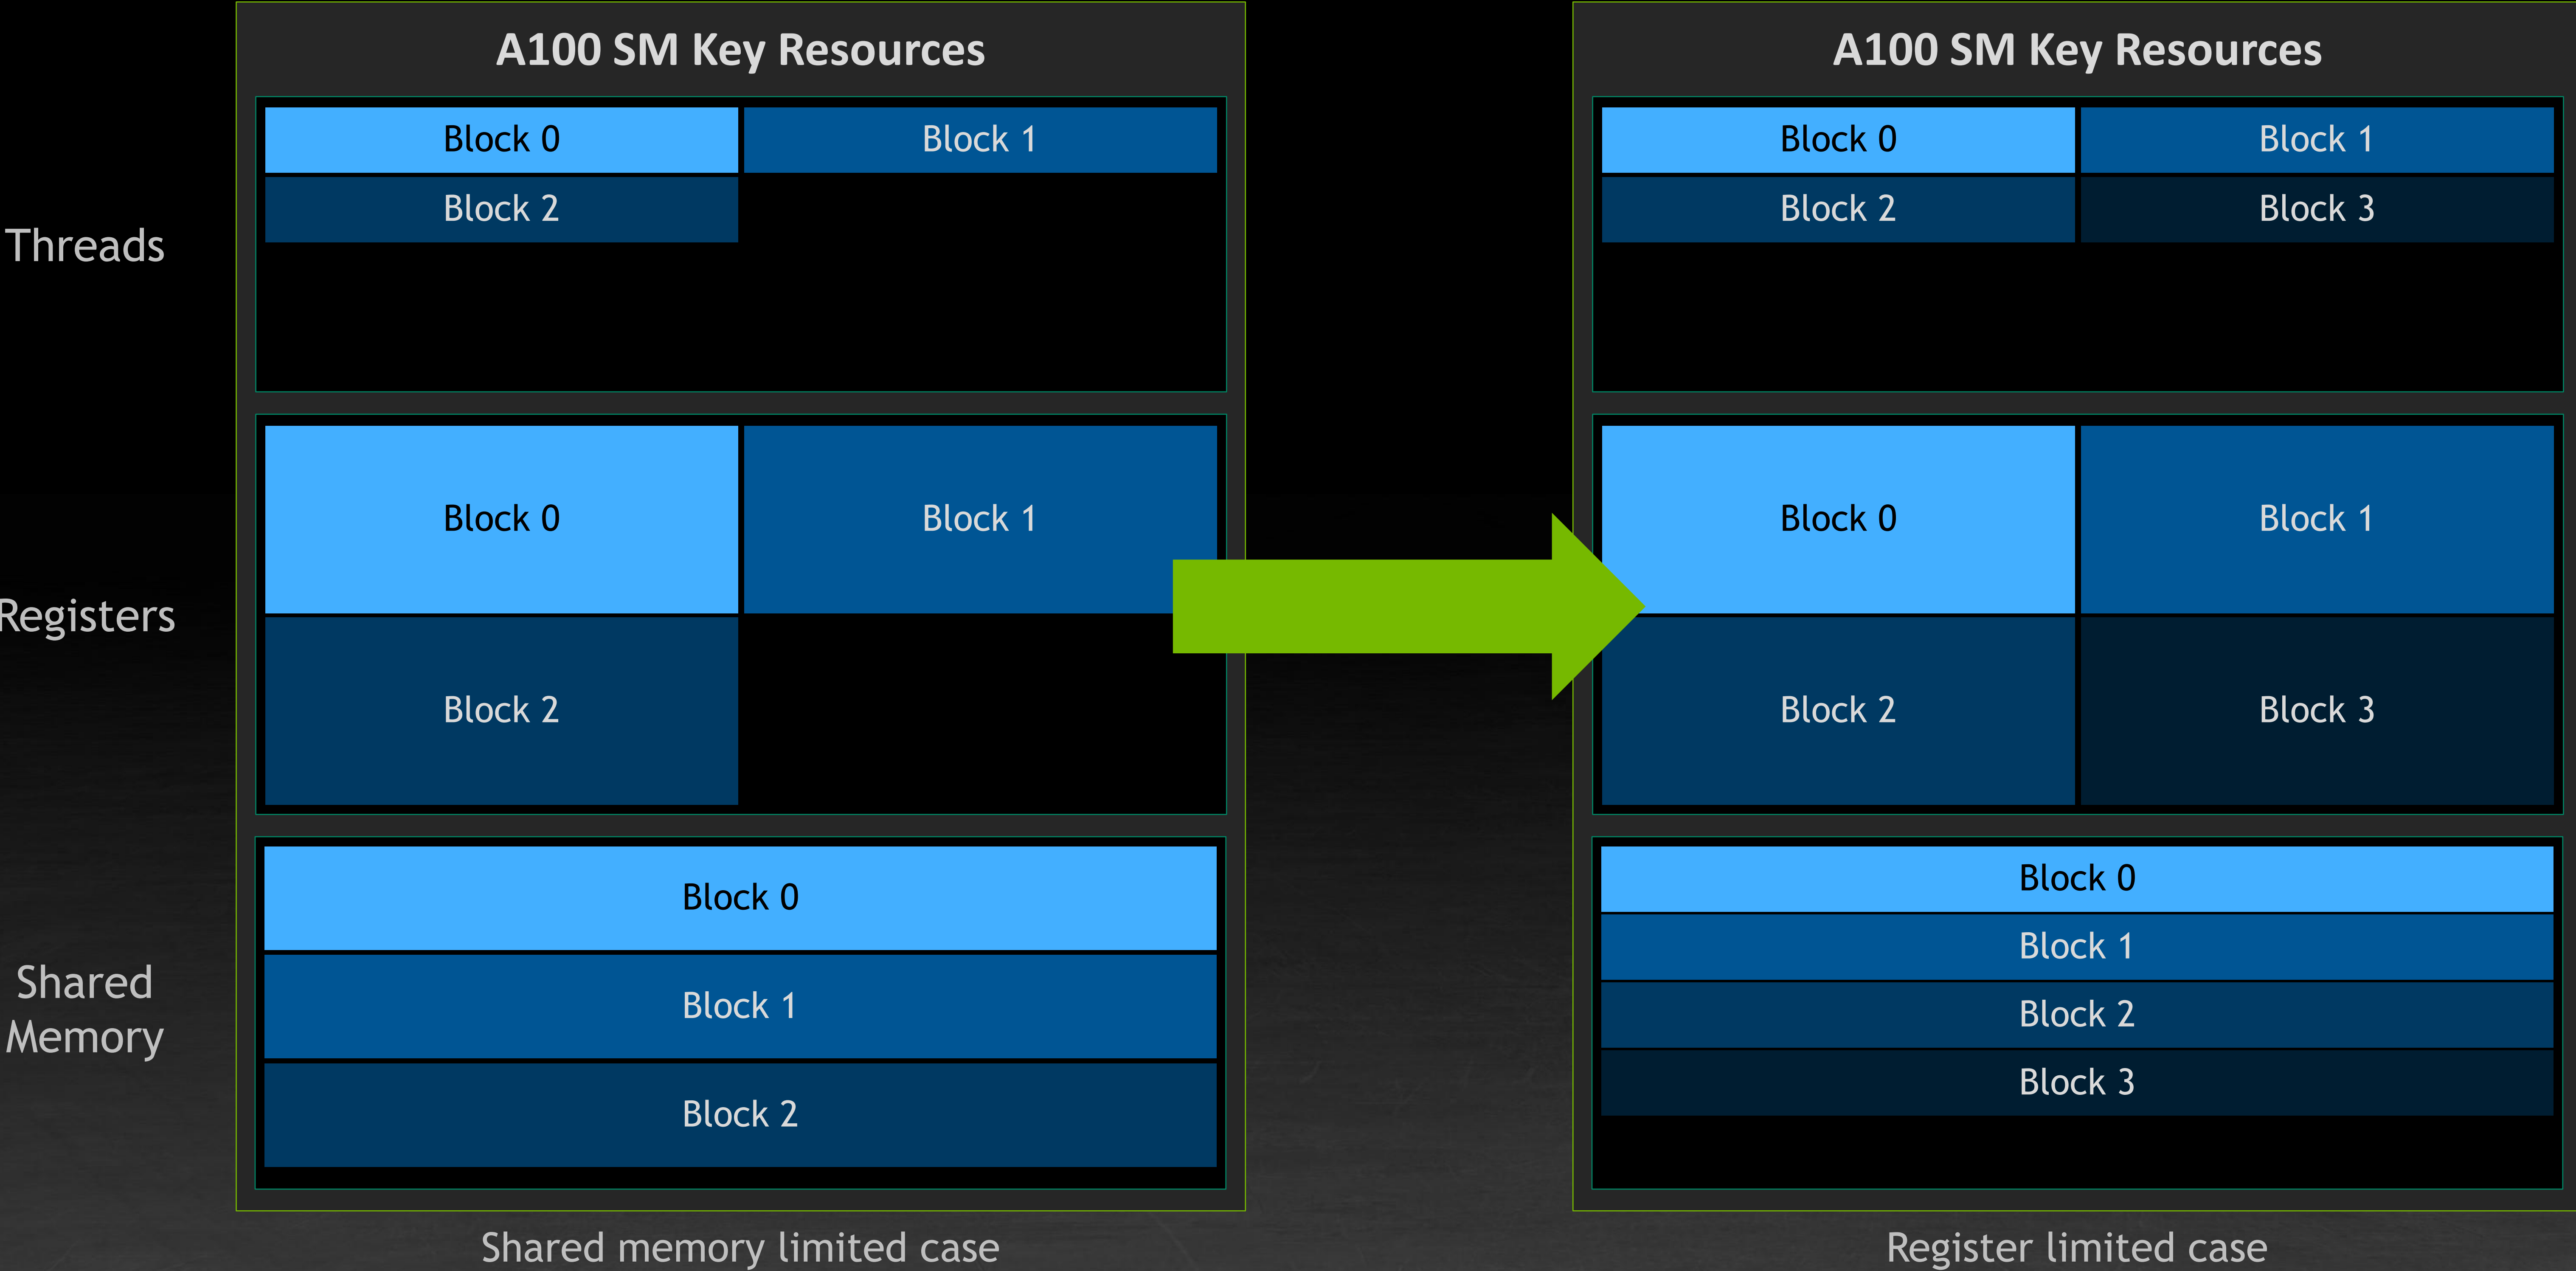 A100 SM Key Resources
Threads
Block 0
Block 1
Block 2
Registers
Block 0
Block 1
Block 2
Shared
Memory
Block 0
Block 1
Block 2
Shared memory limited case
A100 SM Key Resources
Block 0
Block 1
Block 2
Block 3
Block 0
Block 1
Block 2
Block 3
Block 0
Block 1
Block 2
Block 3
Register limited case